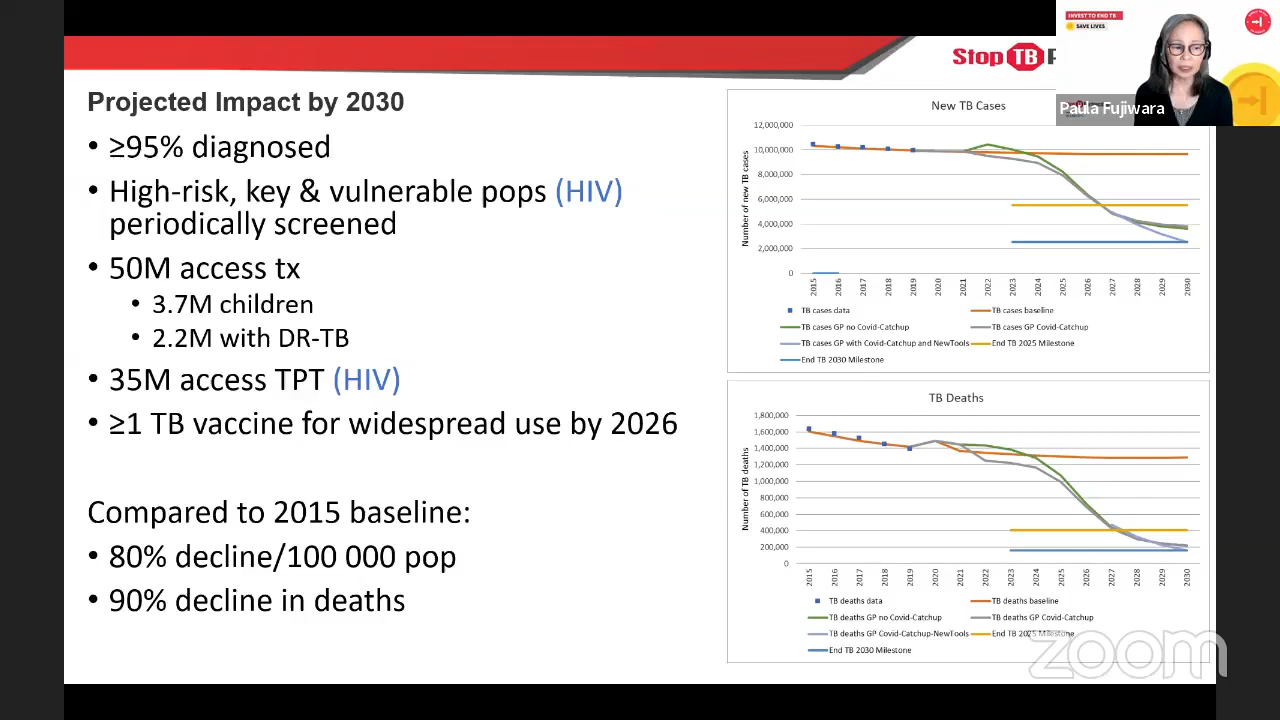 INVEST TO END TB
SAVE LIVES
Stop TB P
Paula Fujiwara
Projected Impact by 2030
• ≥95% diagnosed
• High-risk, key & vulnerable pops (HIV)
periodically screened
• 50M access tx
• 3.7M children
• 2.2M with DR-TB
• 35M access TPT (HIV)
• ≥1 TB vaccine for widespread use by 2026
Compared to 2015 baseline:
• 80% decline/100 000 pop
• 90% decline in deaths
New TB Cases
Number of new TB cases
12,000,000
10,000,000
8,000,000
6,000,000
4,000,000
2,000,000
0
2015 2016 2017 2018 2019 2020 2021 2022 2023 2024 2025 2026 2027 2028 2029 2030
TB cases data TB cases baseline
TB cases GP no Covid-Catchup TB cases GP Covid-Catchup
TB cases GP with Covid-Catchup and NewTools End TB 2025 Milestone
End TB 2030 Milestone
TB Deaths
Number of TB deaths
1,800,000
1,600,000
1,400,000
1,200,000
1,000,000
800,000
600,000
400,000
200,000
0
2015 2016 2017 2018 2019 2020 2021 2022 2023 2024 2025 2026 2027 2028 2029 2030
TB deaths data TB deaths baseline
TB deaths GP no Covid-Catchup TB deaths GP Covid-Catchup
TB deaths GP Covid-Catchup-NewTools End TB 2025 Milestone
End TB 2030 Milestone
zoom